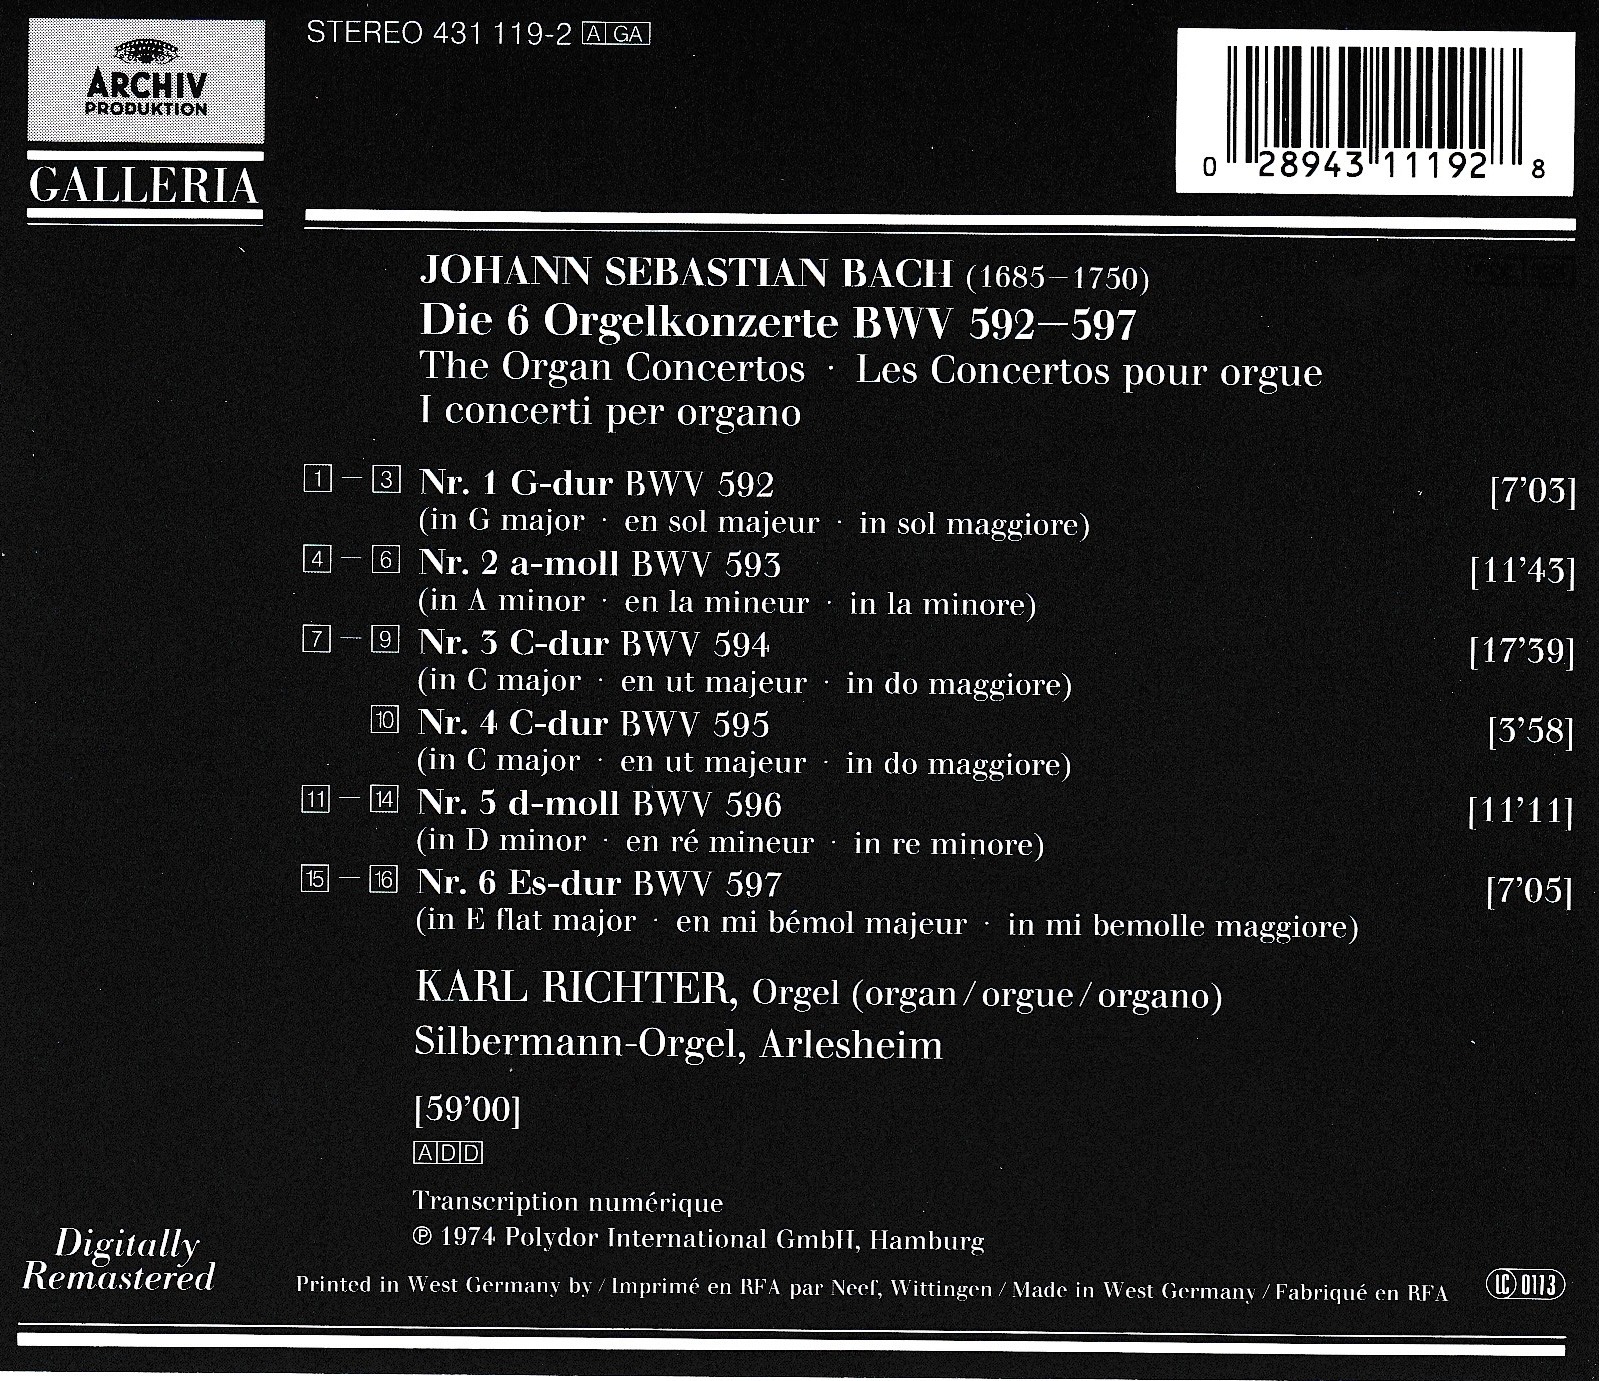 STEREO 431 119-2 A GA
ARCHIV
PRODUKTION
GALLERIA
0 28943 11192 8
JOHANN SEBASTIAN BACH (1685–1750)
Die 6 Orgelkonzerte BWV 592–597
The Organ Concertos · Les Concertos pour orgue
I concerti per organo
1 – 3 Nr. 1 G-dur BWV 592 [7’03]
(in G major · en sol majeur · in sol maggiore)
4 – 6 Nr. 2 a-moll BWV 593 [11’43]
(in A minor · en la mineur · in la minore)
7 – 9 Nr. 3 C-dur BWV 594 [17’39]
(in C major · en ut majeur · in do maggiore)
10 Nr. 4 C-dur BWV 595 [3’58]
(in C major · en ut majeur · in do maggiore)
11 – 14 Nr. 5 d-moll BWV 596 [11’11]
(in D minor · en ré mineur · in re minore)
15 – 16 Nr. 6 Es-dur BWV 597 [7’05]
(in E flat major · en mi bémol majeur · in mi bemolle maggiore)
KARL RICHTER, Orgel (organ / orgue / organo)
Silbermann-Orgel, Arlesheim
[59’00]
ADD
Transcription numérique
℗ 1974 Polydor International GmbH, Hamburg
Digitally
Remastered
Printed in West Germany by / Imprimé en RFA par Neef, Wittingen / Made in West Germany / Fabriqué en RFA
LC 0113